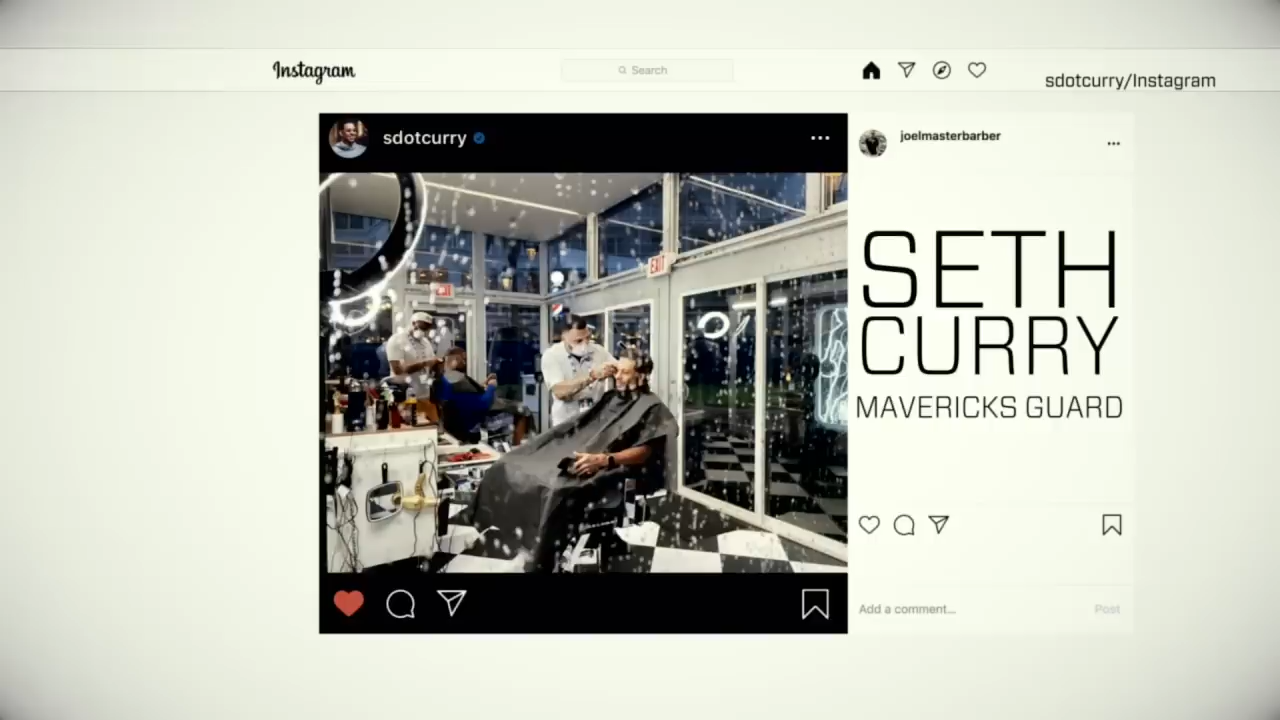 Instagram
Search
sdotcurry/Instagram
sdotcurry
joelmasterbarber
EXIT
SETH
CURRY
MAVERICKS GUARD
Add a comment...
Post